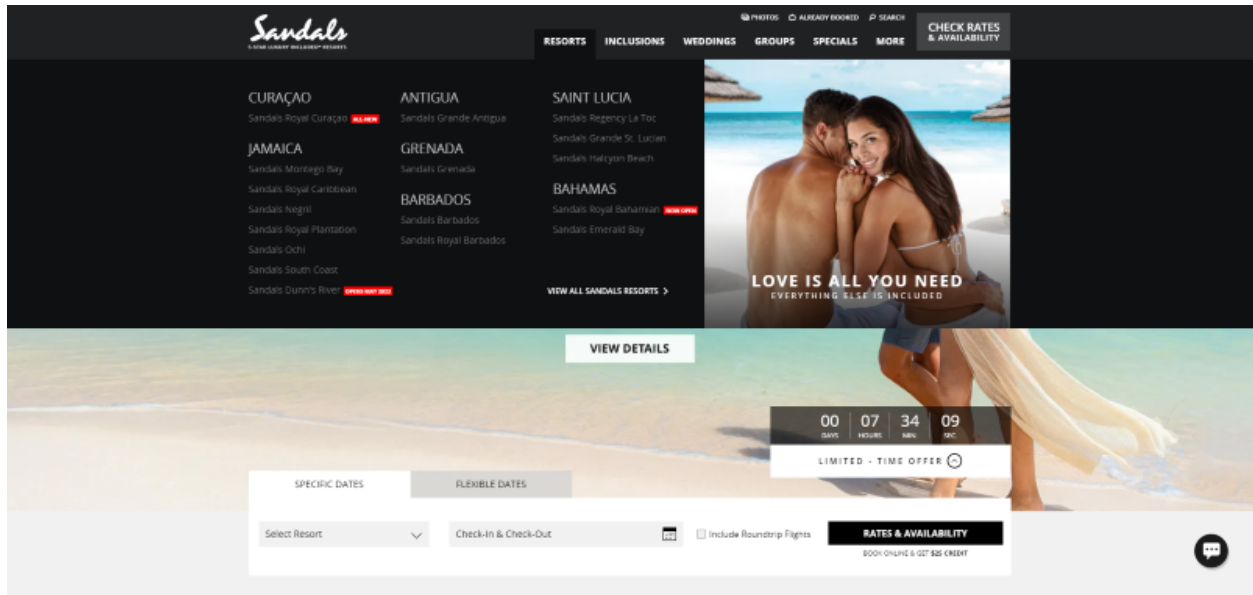 PHOTOS ALREADY BOOKED SEARCH
Sandals
5-STAR LUXURY INCLUDED® RESORTS
RESORTS INCLUSIONS WEDDINGS GROUPS SPECIALS MORE
CHECK RATES
& AVAILABILITY
CURAÇAO
Sandals Royal Curaçao ALL-NEW
JAMAICA
Sandals Montego Bay
Sandals Royal Caribbean
Sandals Negril
Sandals Royal Plantation
Sandals Ochi
Sandals South Coast
Sandals Dunn's River OPENS MAY 2023
ANTIGUA
Sandals Grande Antigua
GRENADA
Sandals Grenada
BARBADOS
Sandals Barbados
Sandals Royal Barbados
SAINT LUCIA
Sandals Regency La Toc
Sandals Grande St. Lucian
Sandals Halcyon Beach
BAHAMAS
Sandals Royal Bahamian NOW OPEN
Sandals Emerald Bay
VIEW ALL SANDALS RESORTS >
LOVE IS ALL YOU NEED
EVERYTHING ELSE IS INCLUDED
VIEW DETAILS
00 07 34 09
DAYS HOURS MIN SEC
LIMITED - TIME OFFER
SPECIFIC DATES FLEXIBLE DATES
Select Resort
Check-In & Check-Out
Include Roundtrip Flights
RATES & AVAILABILITY
BOOK ONLINE & GET $25 CREDIT